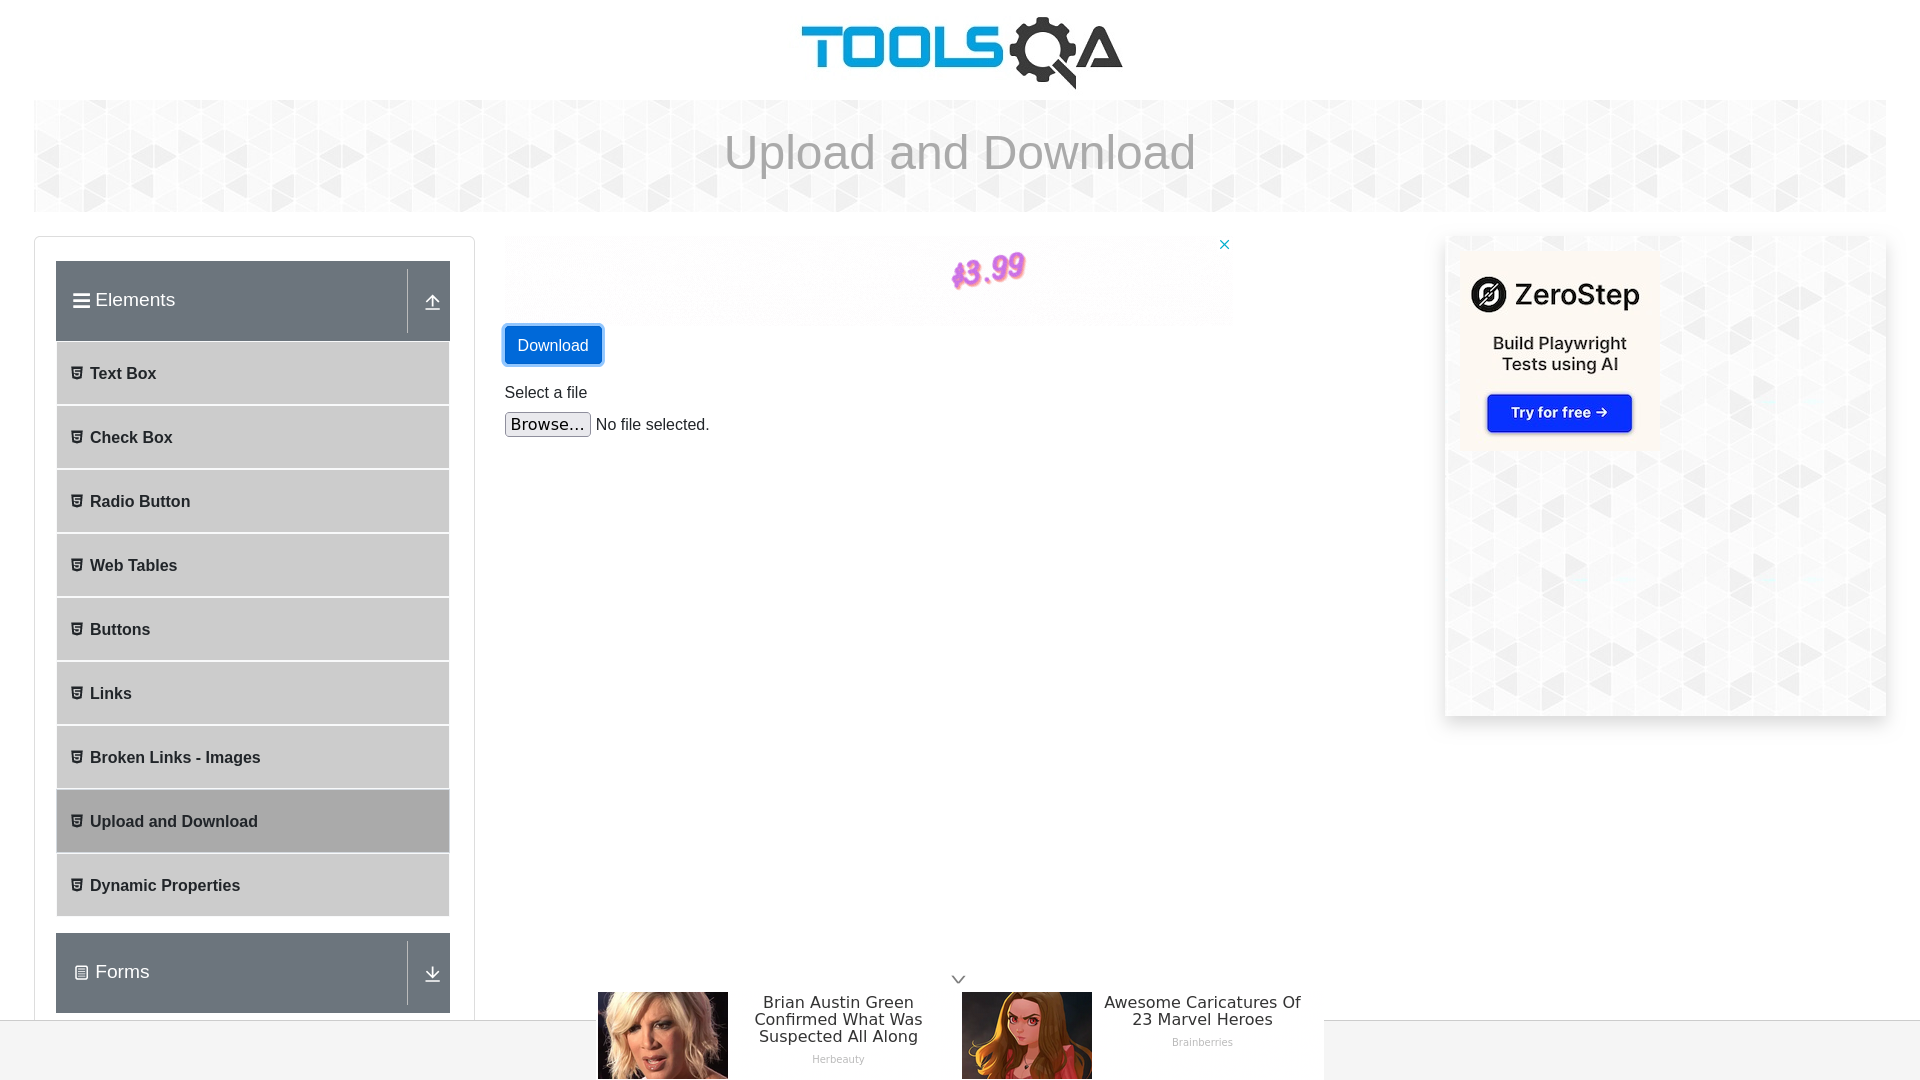 TOOLSQA
Upload and Download
Elements
Text Box
Check Box
Radio Button
Web Tables
Buttons
Links
Broken Links - Images
Upload and Download
Dynamic Properties
Forms
$3.99
Download
Select a file
Browse... No file selected.
ZeroStep
Build Playwright
Tests using AI
Try for free →
Brian Austin Green
Confirmed What Was
Suspected All Along
Herbeauty
Awesome Caricatures Of
23 Marvel Heroes
Brainberries